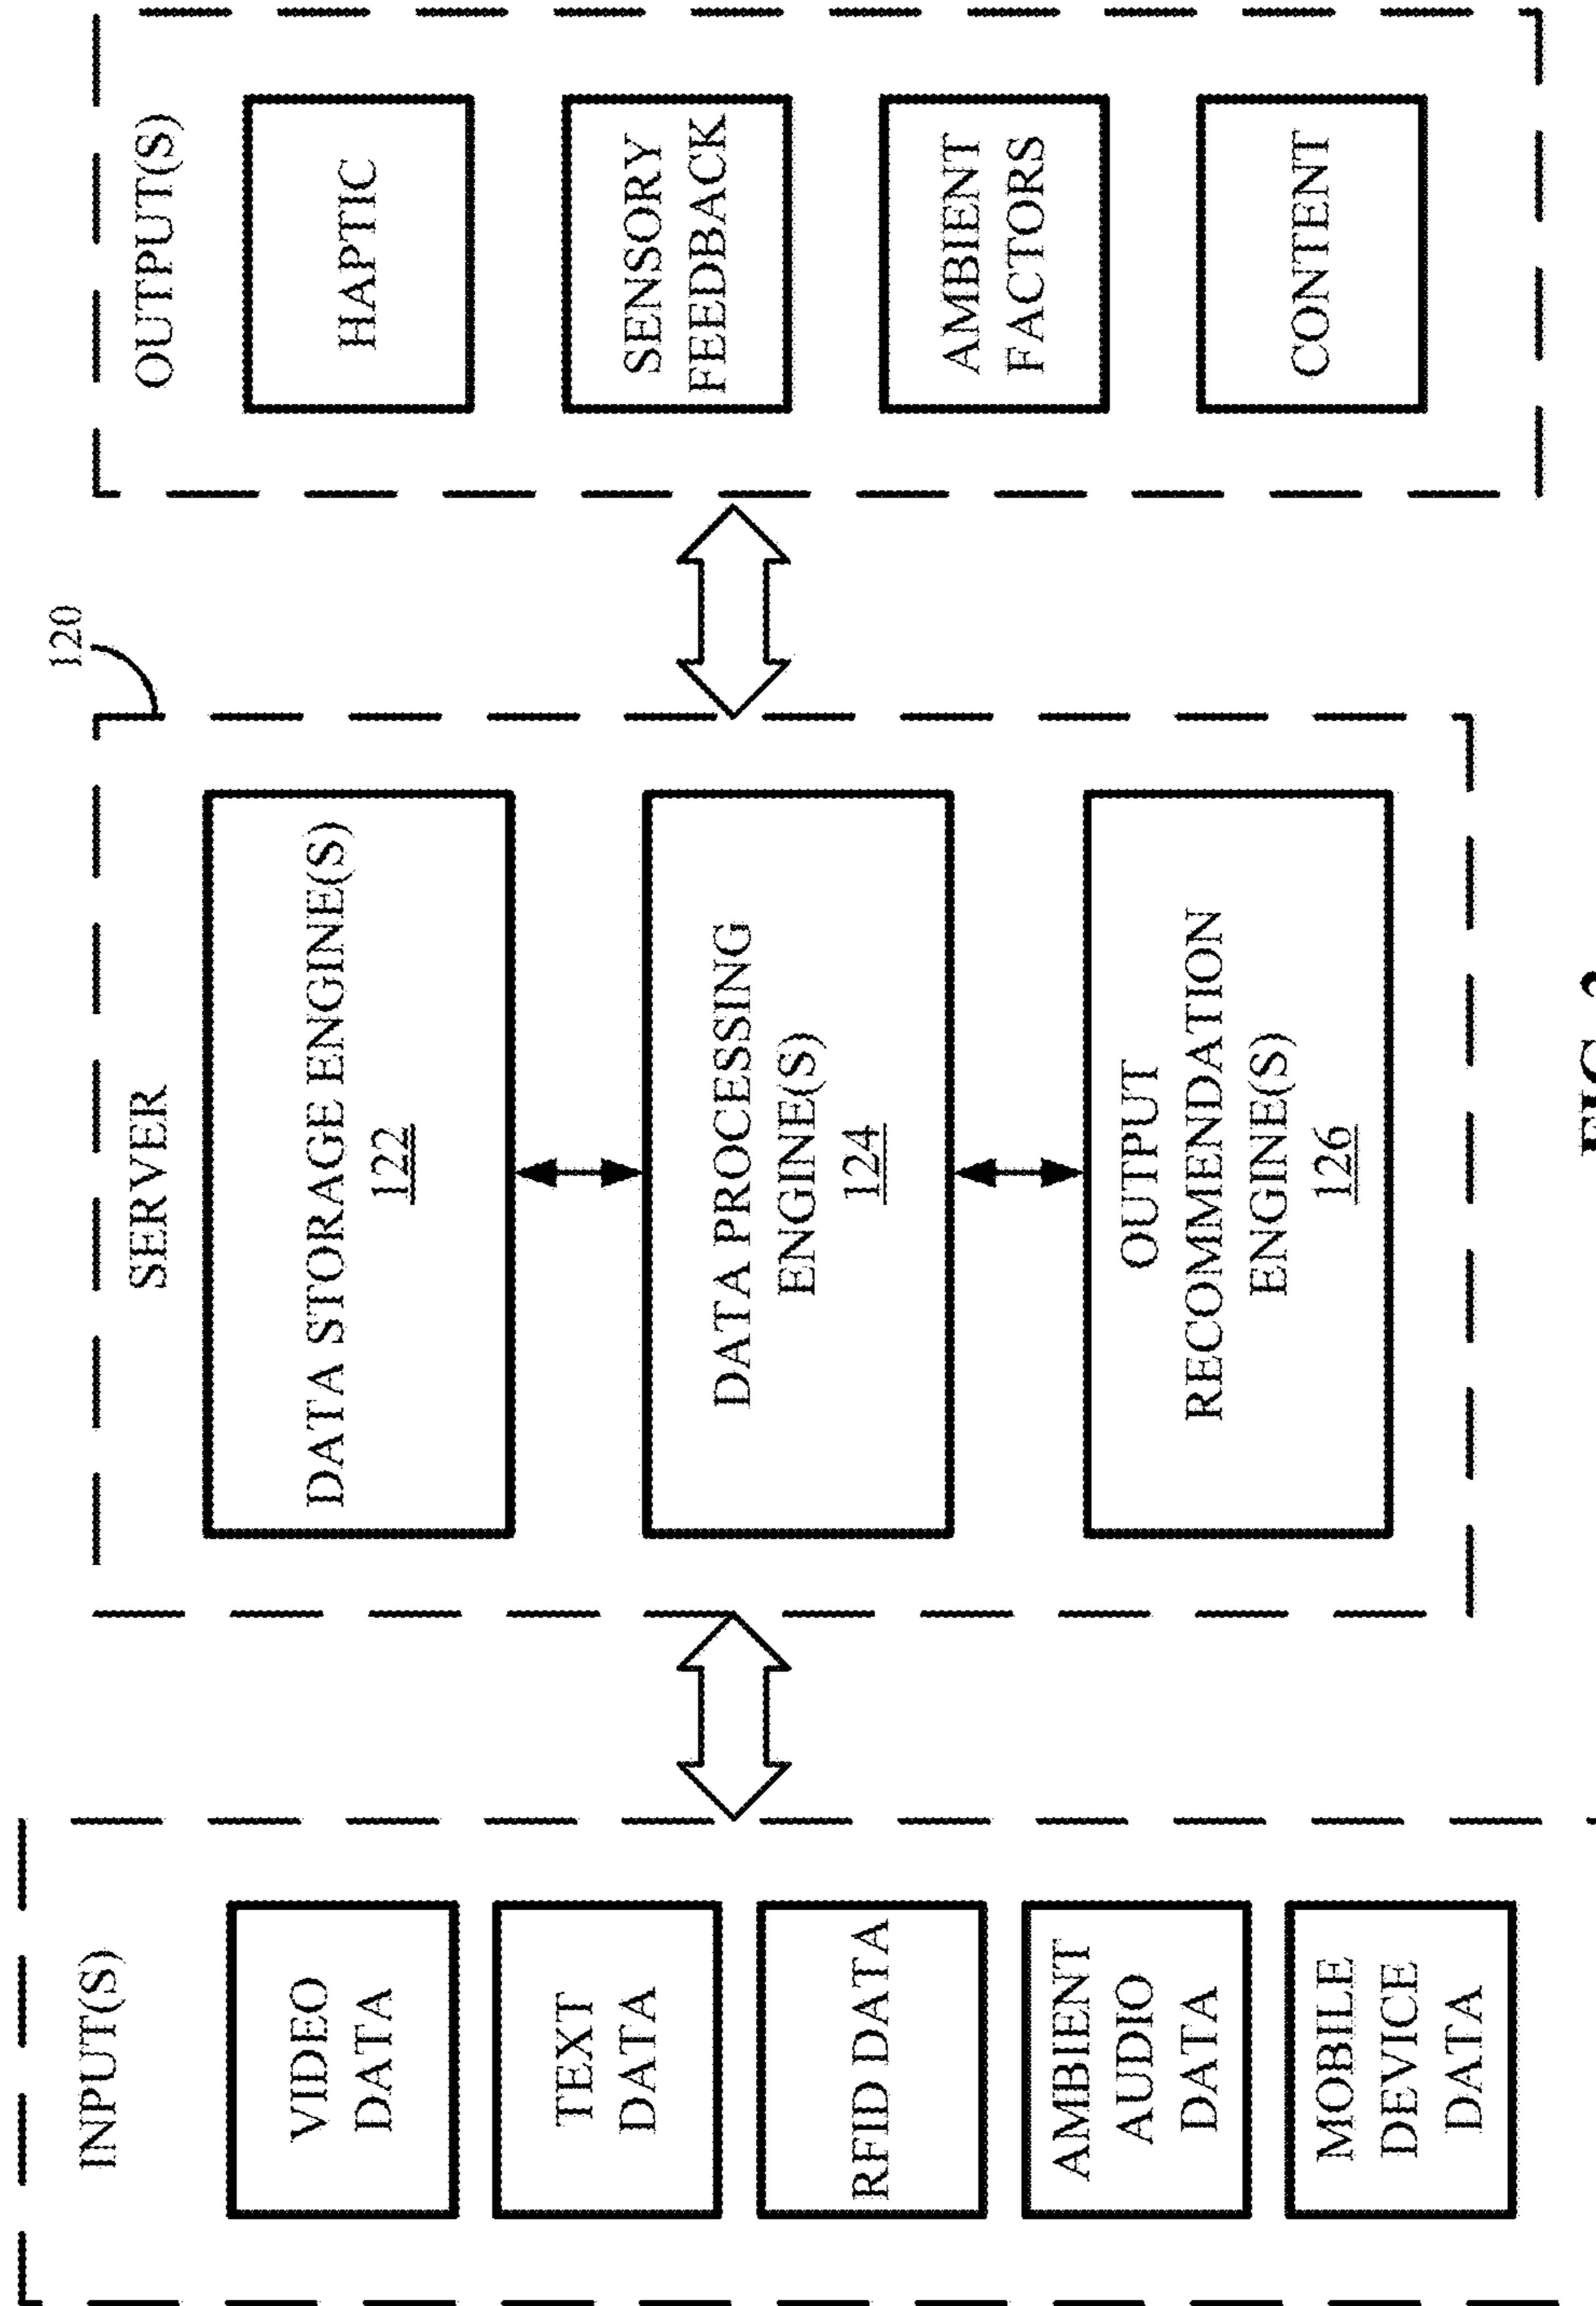 INPUT(S)
VIDEO
DATA
TEXT
DATA
RFID DATA
AMBIENT
AUDIO
DATA
MOBILE
DEVICE
DATA
120
SERVER
DATA STORAGE ENGINE(S)
122
DATA PROCESSING
ENGINE(S)
124
OUTPUT
RECOMMENDATION
ENGINE(S)
126
OUTPUT(S)
HAPTIC
SENSORY
FEEDBACK
AMBIENT
FACTORS
CONTENT
FIG.